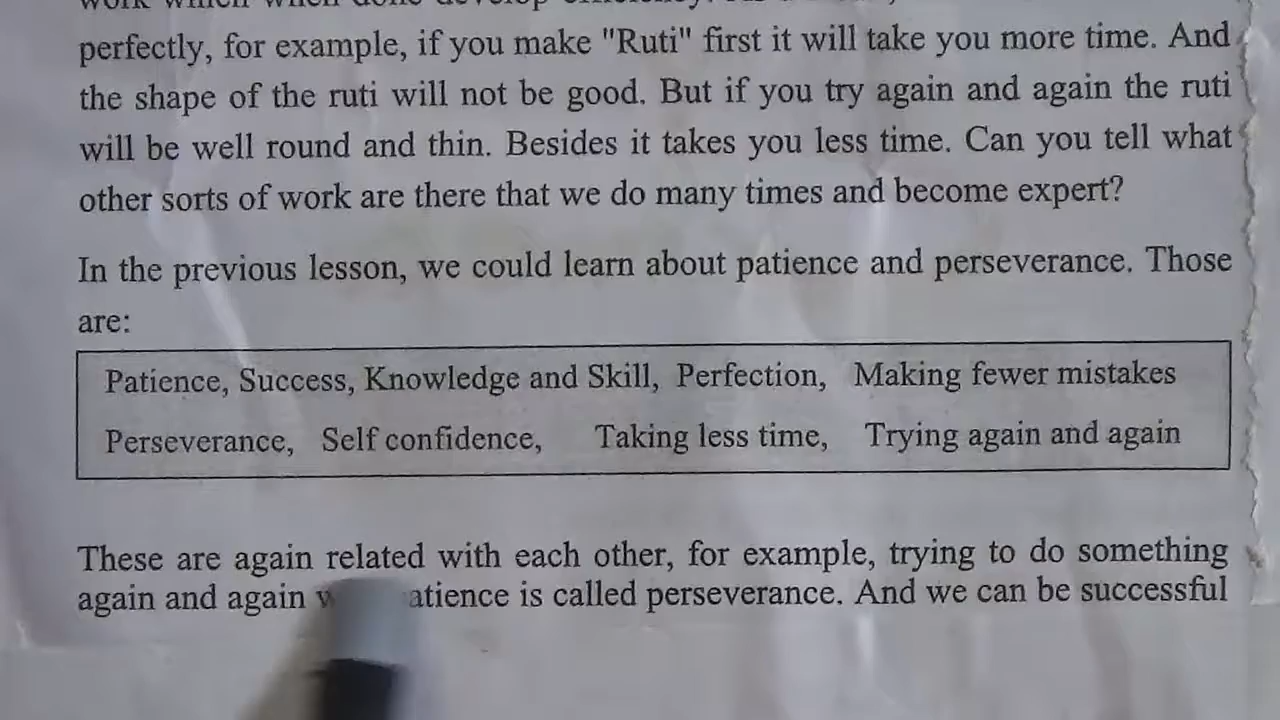 perfectly, for example, if you make "Ruti" first it will take you more time. And
the shape of the ruti will not be good. But if you try again and again the ruti
will be well round and thin. Besides it takes you less time. Can you tell what
other sorts of work are there that we do many times and become expert?
In the previous lesson, we could learn about patience and perseverance. Those
are:
Patience, Success, Knowledge and Skill, Perfection, Making fewer mistakes
Perseverance, Self confidence, Taking less time, Trying again and again
These are again related with each other, for example, trying to do something
again and again is called perseverance. And we can be successful